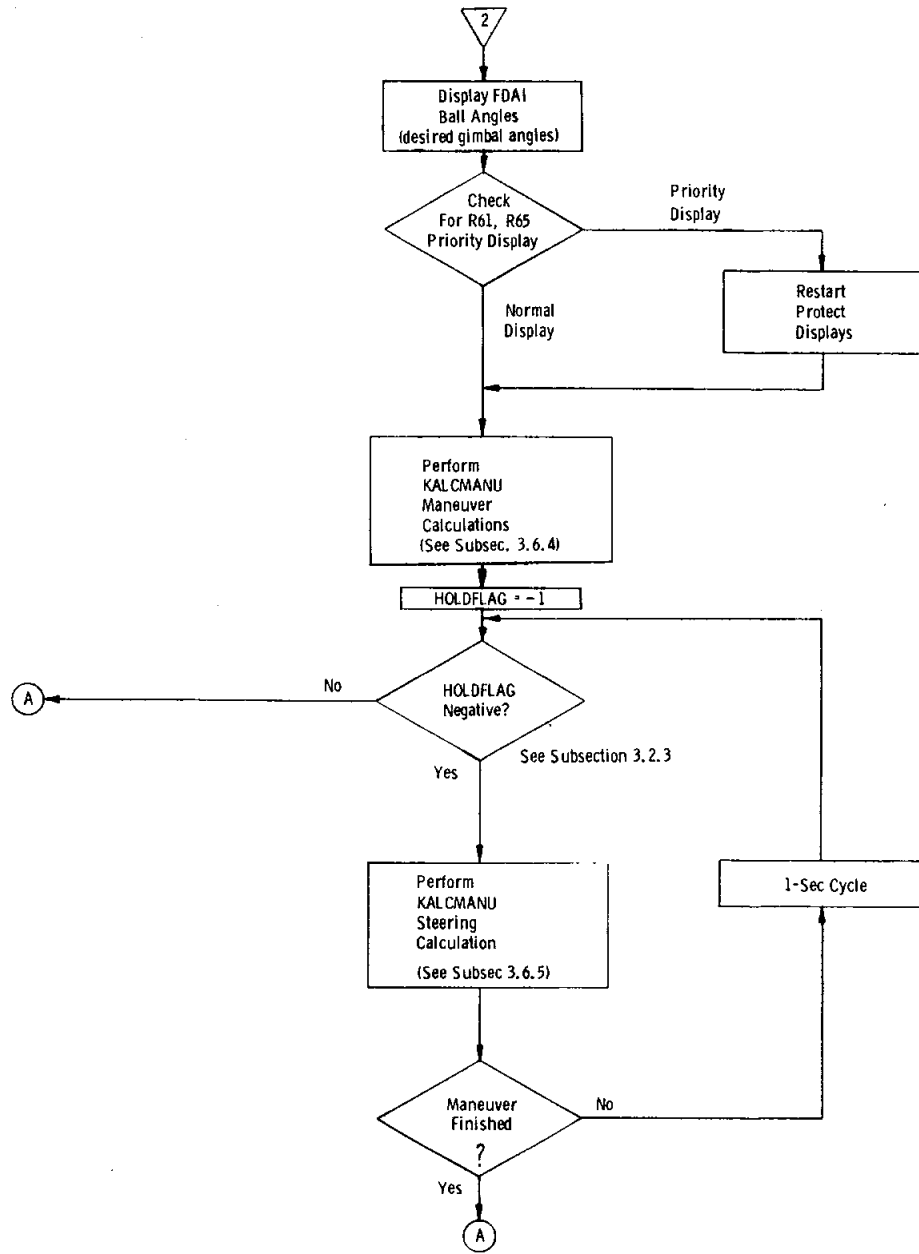 2
Display FDAI
Ball Angles
(desired gimbal angles)
Check
For R61, R65
Priority Display
Priority
Display
Restart
Protect
Displays
Normal
Display
Perform
KALCMANU
Maneuver
Calculations
(See Subsec. 3.6.4)
HOLDFLAG = -1
HOLDFLAG
Negative?
No
A
See Subsection 3.2.3
Yes
Perform
KALCMANU
Steering
Calculation
(See Subsec 3.6.5)
1-Sec Cycle
Maneuver
Finished
?
No
Yes
A